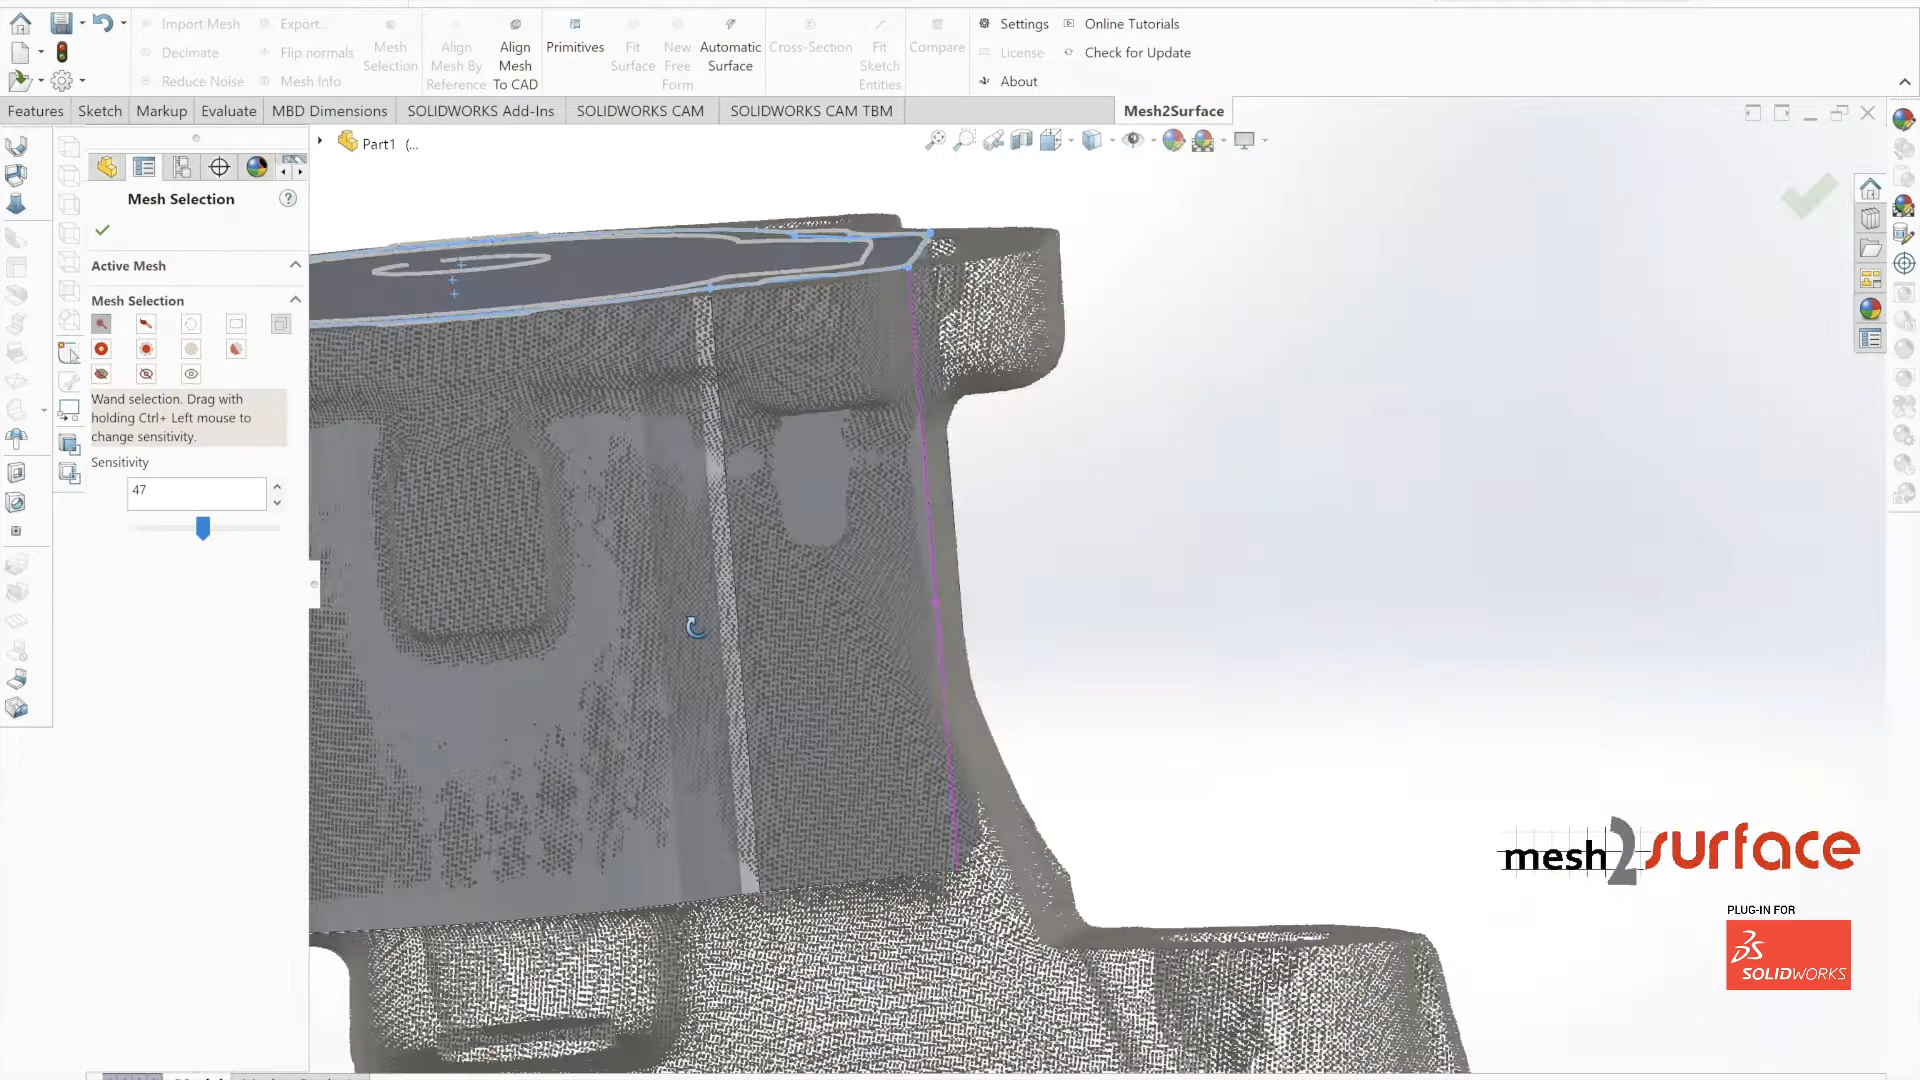 Import Mesh
Export...
Settings
Online Tutorials
Decimate
Flip normals
Mesh Selection
Align Mesh By Reference
Align Mesh To CAD
Primitives
Fit Surface
New Free Form
Automatic Surface
Cross-Section
Fit Sketch Entities
Compare
License
Check for Update
Reduce Noise
Mesh Info
About
Features
Sketch
Markup
Evaluate
MBD Dimensions
SOLIDWORKS Add-Ins
SOLIDWORKS CAM
SOLIDWORKS CAM TBM
Mesh2Surface
Part1 (...
Mesh Selection
Active Mesh
Mesh Selection
Wand selection. Drag with
holding Ctrl+ Left mouse to
change sensitivity.
Sensitivity
47
mesh2surface
PLUG-IN FOR
SOLIDWORKS